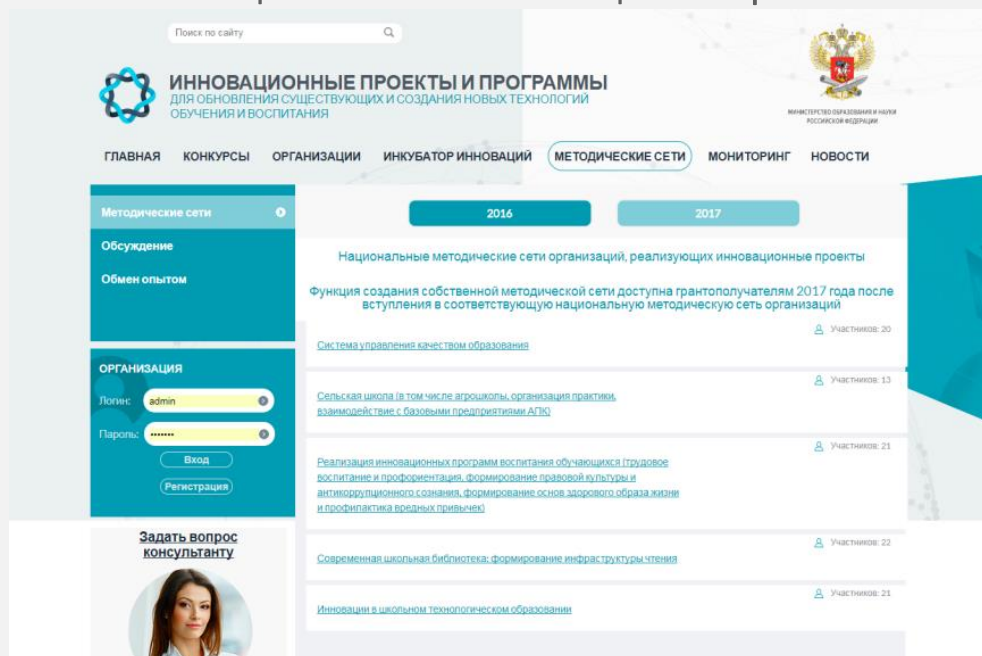 Поиск по сайту
ИННОВАЦИОННЫЕ ПРОЕКТЫ И ПРОГРАММЫ
ДЛЯ ОБНОВЛЕНИЯ СУЩЕСТВУЮЩИХ И СОЗДАНИЯ НОВЫХ ТЕХНОЛОГИЙ
ОБУЧЕНИЯ И ВОСПИТАНИЯ
МИНИСТЕРСТВО ОБРАЗОВАНИЯ И НАУКИ
РОССИЙСКОЙ ФЕДЕРАЦИИ
ГЛАВНАЯ КОНКУРСЫ ОРГАНИЗАЦИИ ИНКУБАТОР ИННОВАЦИЙ МЕТОДИЧЕСКИЕ СЕТИ МОНИТОРИНГ НОВОСТИ
Методические сети
Обсуждение
Обмен опытом
ОРГАНИЗАЦИЯ
Логин: admin
Пароль: •••••••
Вход
Регистрация
Задать вопрос
консультанту
2016 2017
Национальные методические сети организаций, реализующих инновационные проекты
Функция создания собственной методической сети доступна грантополучателям 2017 года после
вступления в соответствующую национальную методическую сеть организаций
Участников: 20
Система управления качеством образования
Участников: 13
Сельская школа (в том числе агрошколы, организация практики,
взаимодействие с базовыми предприятиями АПК)
Участников: 21
Реализация инновационных программ воспитания обучающихся (трудовое
воспитание и профориентация, формирование правовой культуры и
антикоррупционного сознания, формирование основ здорового образа жизни
и профилактика вредных привычек)
Участников: 22
Современная школьная библиотека: формирование инфраструктуры чтения
Участников: 21
Инновации в школьном технологическом образовании